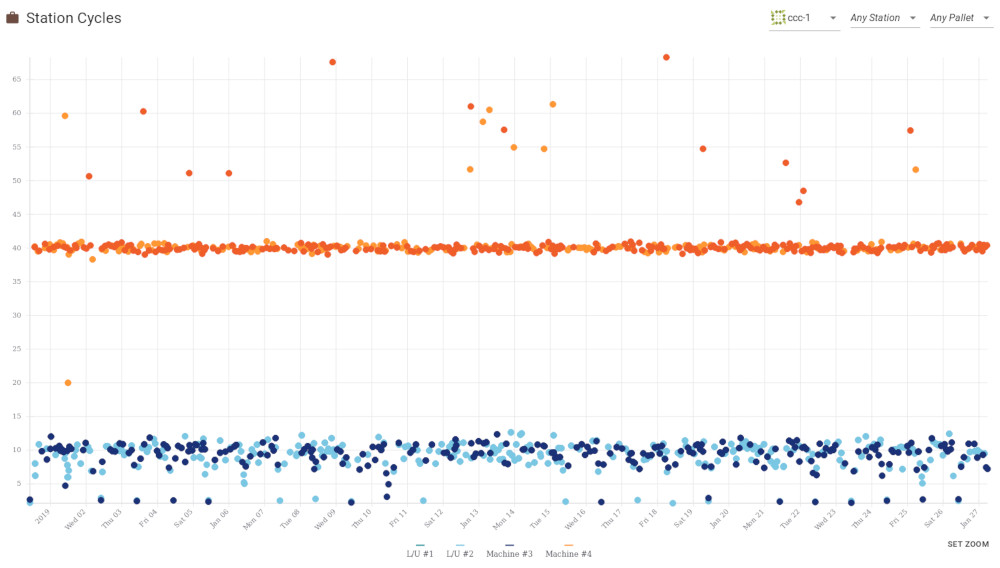 Station Cycles
ccc-1
Any Station
Any Pallet
65
60
55
50
45
40
35
30
25
20
15
10
5
2019
Wed 02
Thu 03
Fri 04
Sat 05
Jan 06
Mon 07
Tue 08
Wed 09
Thu 10
Fri 11
Sat 12
Jan 13
Mon 14
Tue 15
Wed 16
Thu 17
Fri 18
Sat 19
Jan 20
Mon 21
Tue 22
Wed 23
Thu 24
Fri 25
Sat 26
Jan 27
SET ZOOM
L/U #1
L/U #2
Machine #3
Machine #4